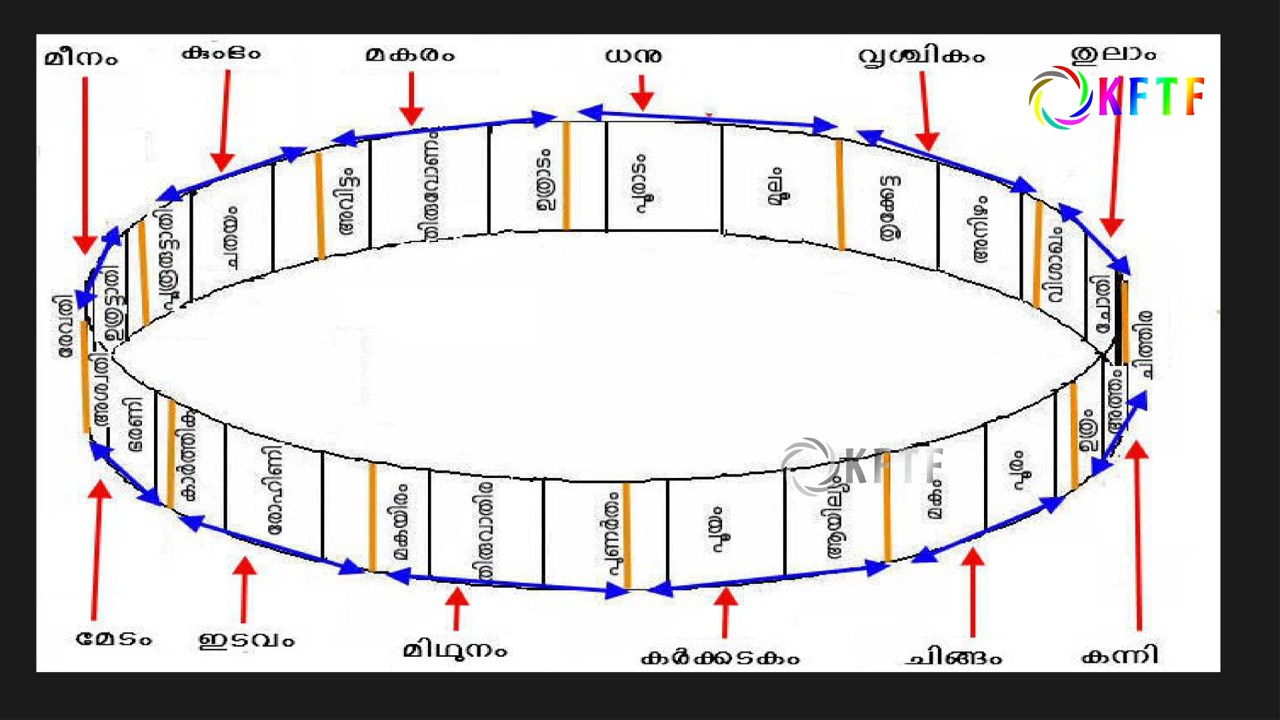 മീനം
കുംഭം
മകരം
ധനു
വൃശ്ചികം
തുലാം
KFTF
രേവതി
ഉത്രട്ടാതി
പൂരുരുട്ടാതി
ചതയം
അവിട്ടം
തിരുവോണം
ഉത്രാടം
പൂരാടം
മൂലം
തൃക്കേട്ട
അനിഴം
വിശാഖം
ചോതി
ചിത്തിര
അശ്വതി
ഭരണി
കാർത്തിക
രോഹിണി
മകയിരം
തിരുവാതിര
പുണർതം
പൂയം
ആയില്യം
മകം
പൂരം
ഉത്രം
അത്തം
KFTF
മേടം
ഇടവം
മിഥുനം
കർക്കടകം
ചിങ്ങം
കന്നി